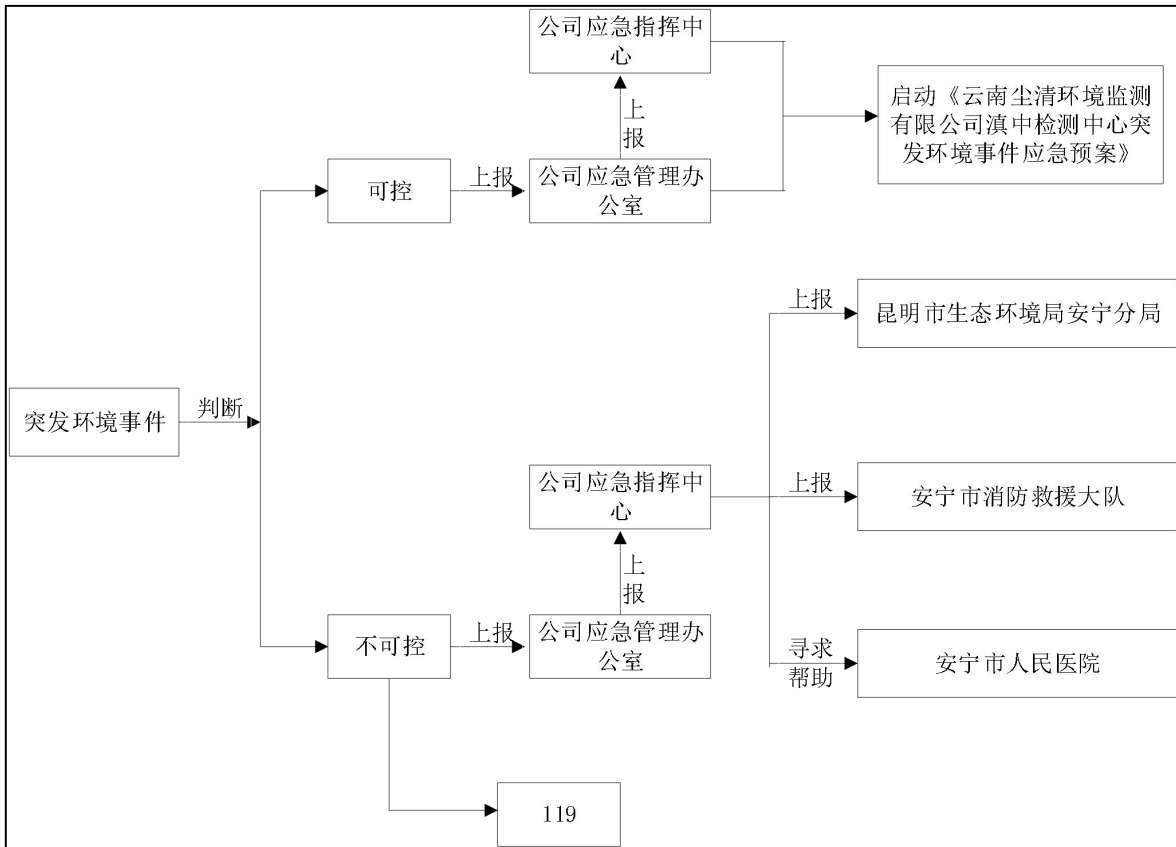 公司应急指挥中
心
启动《云南尘清环境监测
有限公司滇中检测中心突
发环境事件应急预案》
上
报
可控
上报
公司应急管理办
公室
上报
昆明市生态环境局安宁分局
突发环境事件
判断
公司应急指挥中
心
上报
安宁市消防救援大队
上
报
不可控
上报
公司应急管理办
公室
寻求
帮助
安宁市人民医院
119